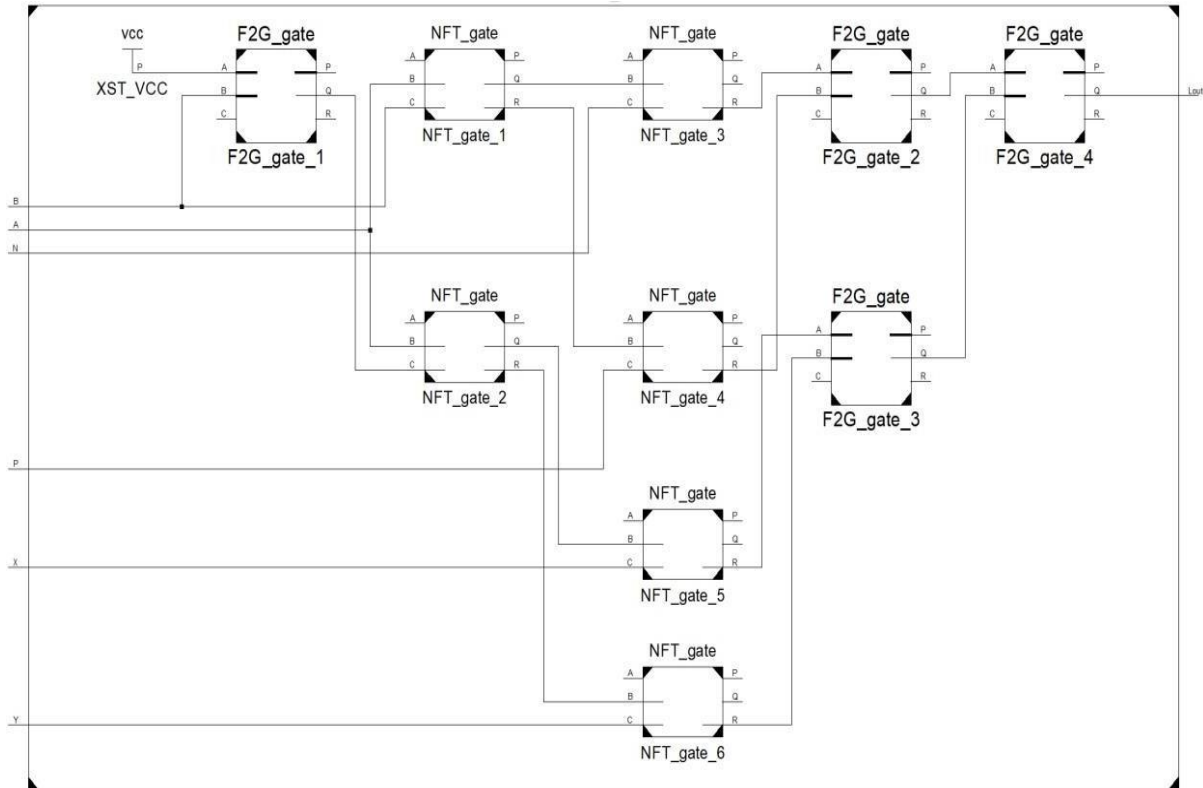 vcc
P
XST_VCC
F2G_gate
A P
B Q
C R
F2G_gate_1
NFT_gate
A P
B Q
C R
NFT_gate_1
NFT_gate
A P
B Q
C R
NFT_gate_3
F2G_gate
A P
B Q
C R
F2G_gate_2
F2G_gate
A P
B Q
C R
F2G_gate_4
Lout
B
A
N
NFT_gate
A P
B Q
C R
NFT_gate_2
NFT_gate
A P
B Q
C R
NFT_gate_4
F2G_gate
A P
B Q
C R
F2G_gate_3
P
NFT_gate
A P
B Q
C R
NFT_gate_5
X
NFT_gate
A P
B Q
C R
NFT_gate_6
Y